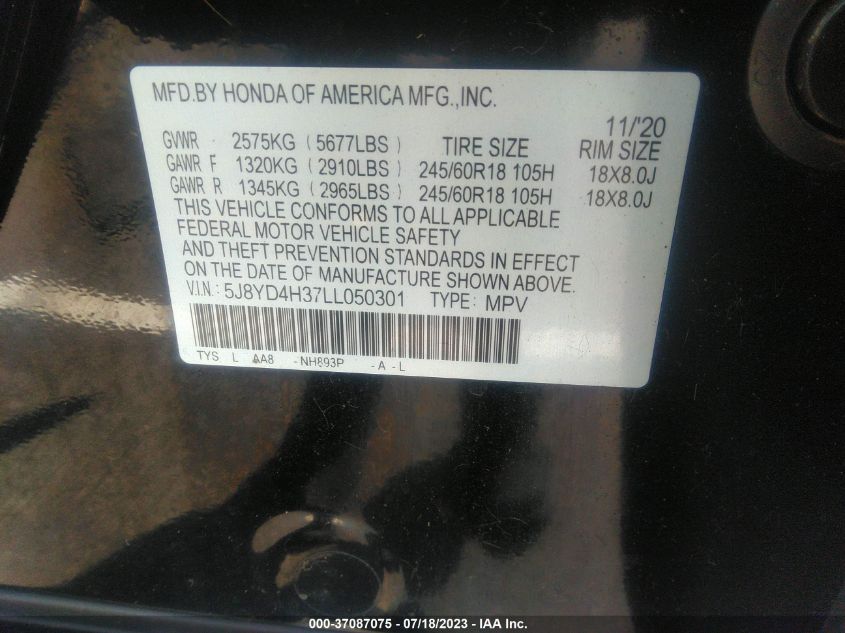 MFD.BY HONDA OF AMERICA MFG.,INC.
11/'20
GVWR 2575KG (5677LBS) TIRE SIZE RIM SIZE
GAWR F 1320KG (2910LBS) 245/60R18 105H 18X8.0J
GAWR R 1345KG (2965LBS) 245/60R18 105H 18X8.0J
THIS VEHICLE CONFORMS TO ALL APPLICABLE
FEDERAL MOTOR VEHICLE SAFETY
AND THEFT PREVENTION STANDARDS IN EFFECT
ON THE DATE OF MANUFACTURE SHOWN ABOVE.
V.I.N.: 5J8YD4H37LL050301 TYPE: MPV
TYS L AA8 -NH893P -A -L
000-37087075 - 07/18/2023 - IAA Inc.